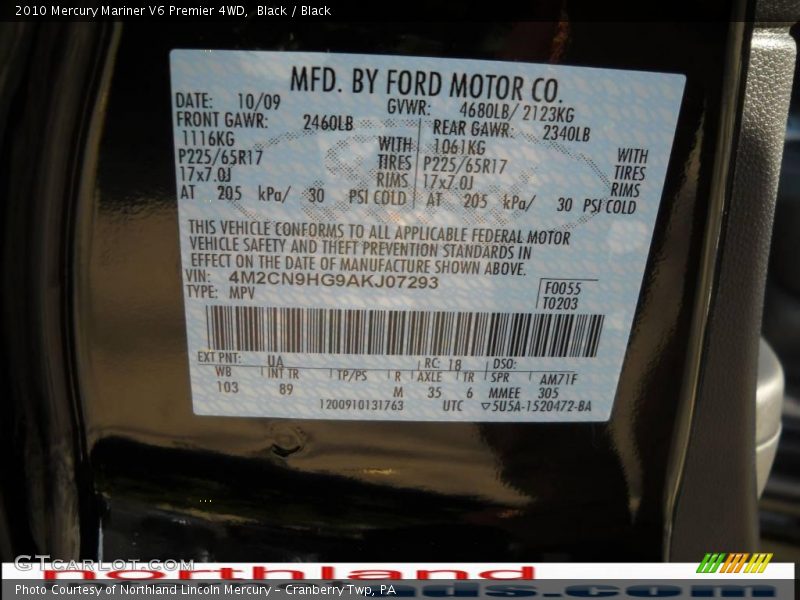 2010 Mercury Mariner V6 Premier 4WD,  Black / Black
MFD. BY FORD MOTOR CO.
DATE: 10/09 GVWR: 4680LB/ 2123KG
FRONT GAWR: 2460LB REAR GAWR: 2340LB
1116KG WITH 1061KG WITH
P225/65R17 TIRES P225/65R17 TIRES
17x7.0J RIMS 17x7.0J RIMS
AT 205 kPa/ 30 PSI COLD AT 205 kPa/ 30 PSI COLD
THIS VEHICLE CONFORMS TO ALL APPLICABLE FEDERAL MOTOR
VEHICLE SAFETY AND THEFT PREVENTION STANDARDS IN
EFFECT ON THE DATE OF MANUFACTURE SHOWN ABOVE.
VIN: 4M2CN9HG9AKJ07293 F0055
TYPE: MPV T0203
EXT PNT: UA RC: 18 DSO:
WB INT TR TP/PS R AXLE TR SPR AM71F
103 89 M 35 6 MMEE 305
1200910131763 UTC ▽5U5A-1520472-BA
GTCarLot.com
northland
Photo Courtesy of Northland Lincoln Mercury - Cranberry Twp, PA